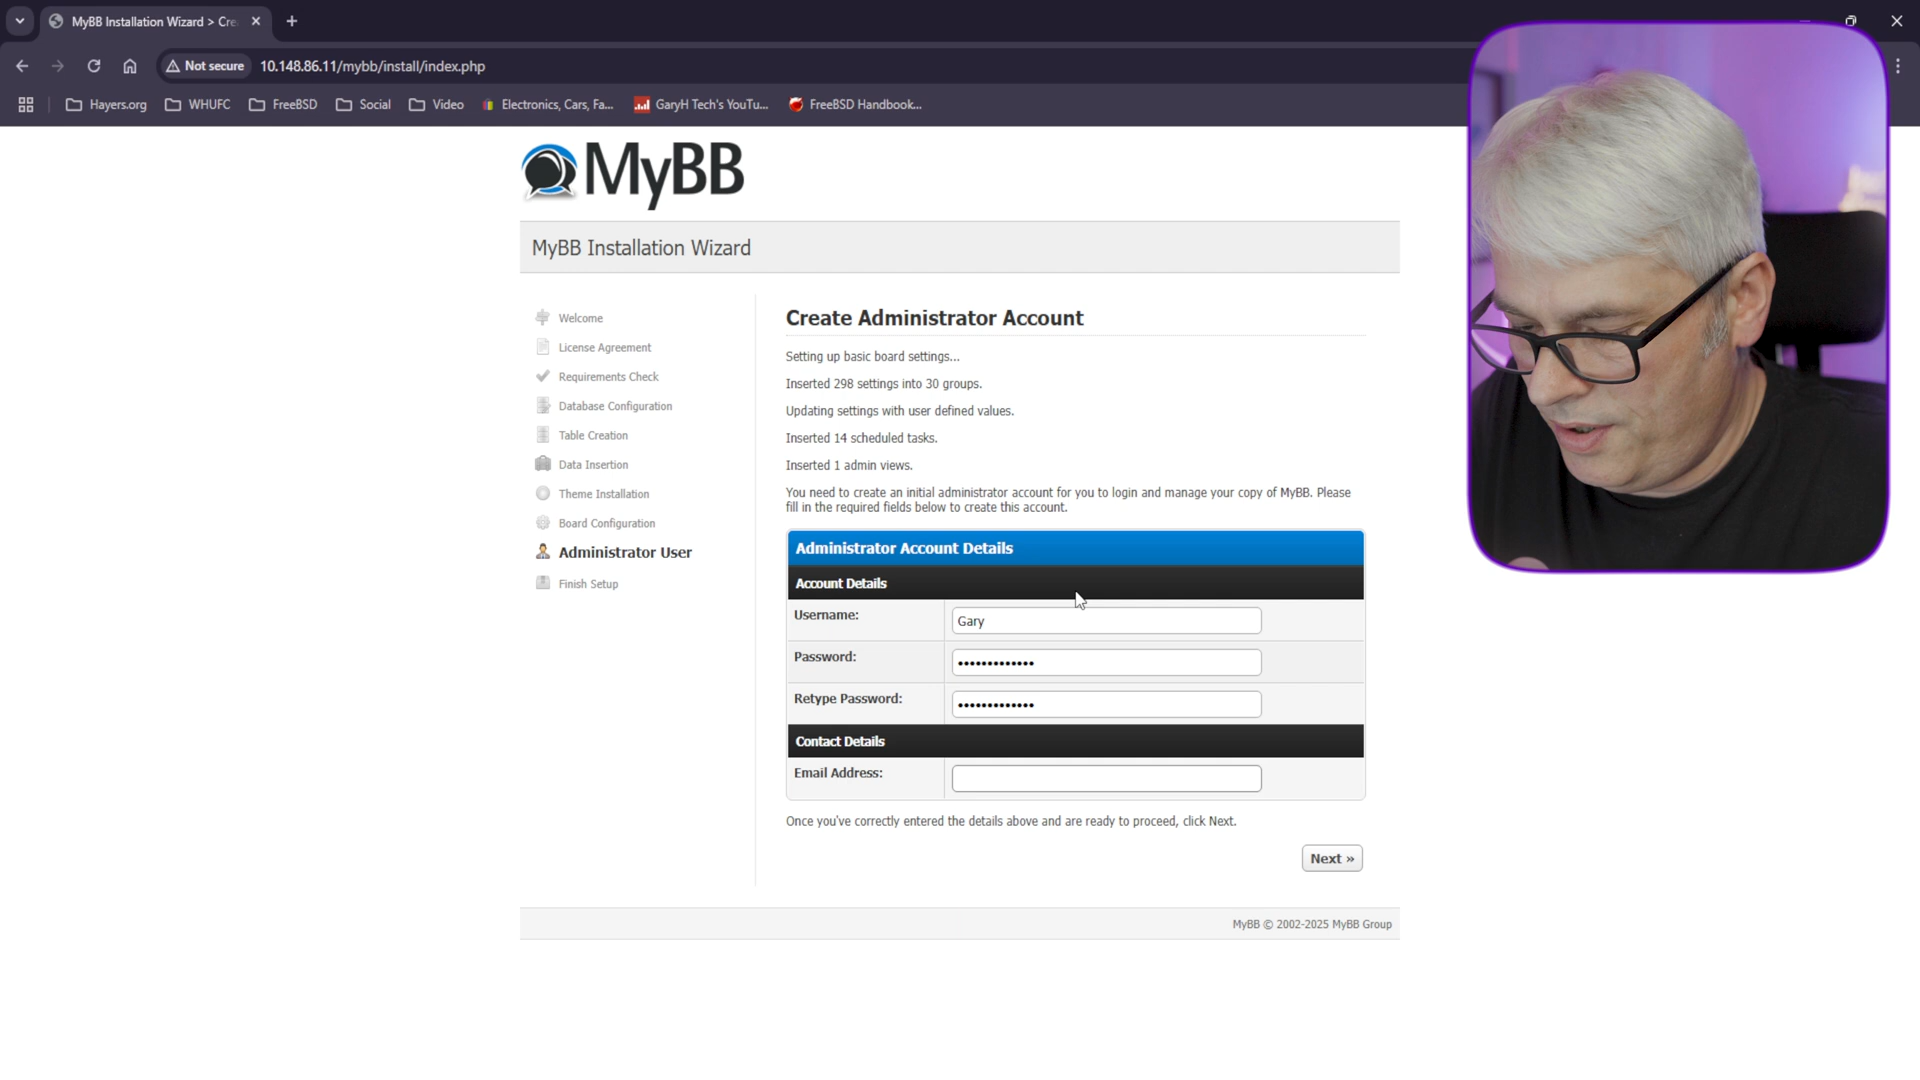 MyBB Installation Wizard > Cre
Not secure
10.148.86.11/mybb/install/index.php
Hayers.org
WHUFC
FreeBSD
Social
Video
Electronics, Cars, Fa...
GaryH Tech's YouTu...
FreeBSD Handbook...
MyBB
MyBB Installation Wizard
Welcome
License Agreement
Requirements Check
Database Configuration
Table Creation
Data Insertion
Theme Installation
Board Configuration
Administrator User
Finish Setup
Create Administrator Account
Setting up basic board settings...
Inserted 298 settings into 30 groups.
Updating settings with user defined values.
Inserted 14 scheduled tasks.
Inserted 1 admin views.
You need to create an initial administrator account for you to login and manage your copy of MyBB. Please
fill in the required fields below to create this account.
Administrator Account Details
Account Details
Username:
Gary
Password:
•••••••••••••
Retype Password:
•••••••••••••
Contact Details
Email Address:
Once you've correctly entered the details above and are ready to proceed, click Next.
Next »
MyBB © 2002-2025 MyBB Group